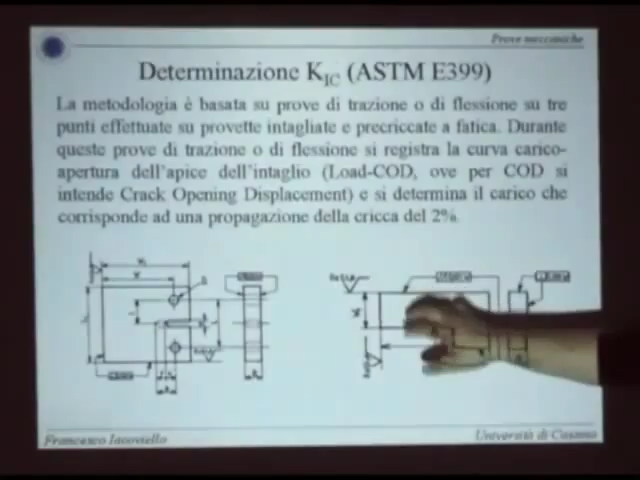 Prove meccaniche
Determinazione K_IC (ASTM E399)
La metodologia è basata su prove di trazione o di flessione su tre
punti effettuate su provette intagliate e precriccate a fatica. Durante
queste prove di trazione o di flessione si registra la curva carico-
apertura dell'apice dell'intaglio (Load-COD, ove per COD si
intende Crack Opening Displacement) e si determina il carico che
corrisponde ad una propagazione della cricca del 2%.
Francesco Iacoviello
Università di Cassino